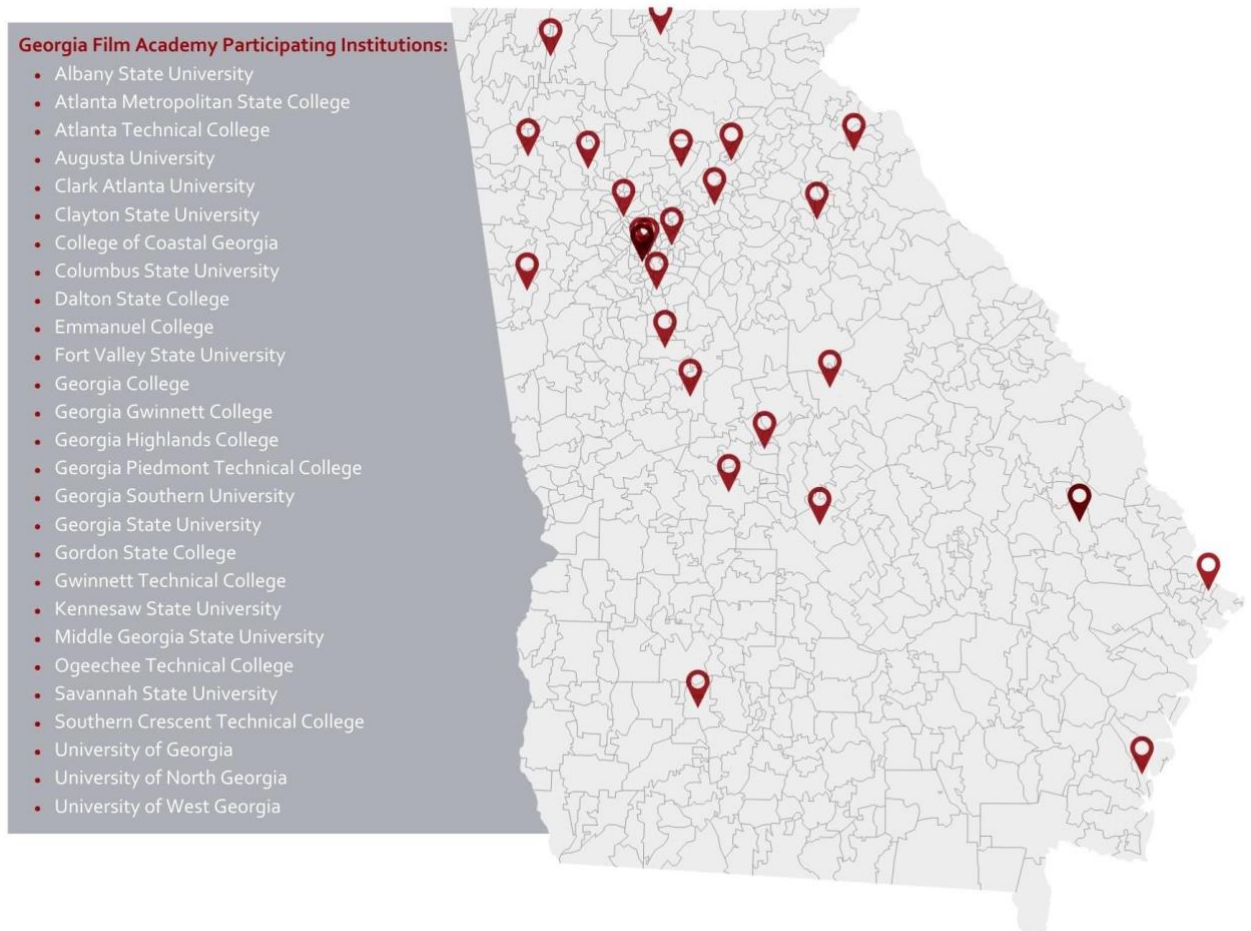 Georgia Film Academy Participating Institutions:
• Albany State University
• Atlanta Metropolitan State College
• Atlanta Technical College
• Augusta University
• Clark Atlanta University
• Clayton State University
• College of Coastal Georgia
• Columbus State University
• Dalton State College
• Emmanuel College
• Fort Valley State University
• Georgia College
• Georgia Gwinnett College
• Georgia Highlands College
• Georgia Piedmont Technical College
• Georgia Southern University
• Georgia State University
• Gordon State College
• Gwinnett Technical College
• Kennesaw State University
• Middle Georgia State University
• Ogeechee Technical College
• Savannah State University
• Southern Crescent Technical College
• University of Georgia
• University of North Georgia
• University of West Georgia